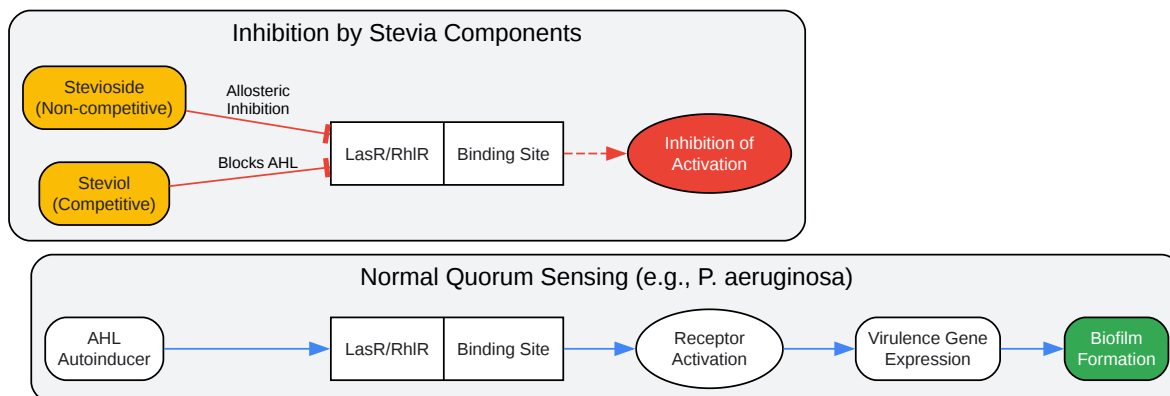 Inhibition by Stevia Components
Stevioside
(Non-competitive)
Allosteric
Inhibition
Steviol
(Competitive)
Blocks AHL
LasR/RhlR
Binding Site
Inhibition of
Activation
Normal Quorum Sensing (e.g., P. aeruginosa)
AHL
Autoinducer
LasR/RhlR
Binding Site
Receptor
Activation
Virulence Gene
Expression
Biofilm
Formation